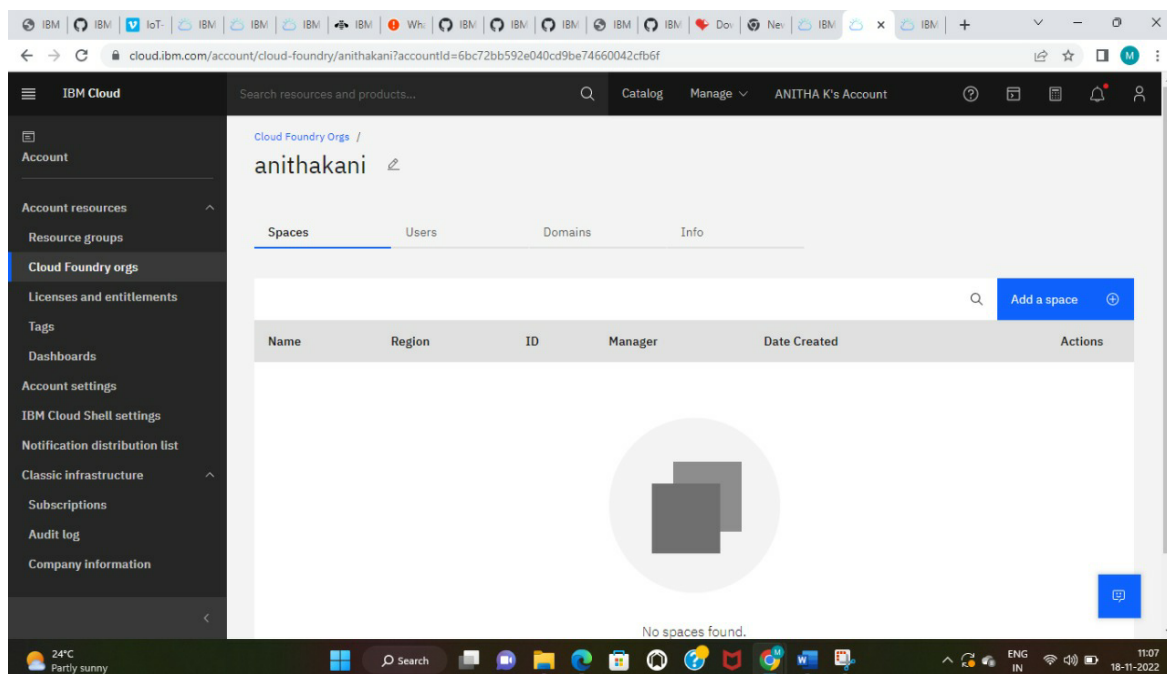 IBM IBM IoT- IBM IBM IBM IBM Wha IBM IBM IBM IBM IBM Dov Nev IBM IBM
cloud.ibm.com/account/cloud-foundry/anithakani?accountId=6bc72bb592e040cd9be74660042cfb6f M
IBM Cloud Search resources and products... Catalog Manage ANITHA K's Account
Account
Account resources
Resource groups
Cloud Foundry orgs
Licenses and entitlements
Tags
Dashboards
Account settings
IBM Cloud Shell settings
Notification distribution list
Classic infrastructure
Subscriptions
Audit log
Company information
Cloud Foundry Orgs /
anithakani
Spaces Users Domains Info
Add a space
Name Region ID Manager Date Created Actions
No spaces found.
24°C
Partly sunny
Search
ENG
IN
11:07
18-11-2022